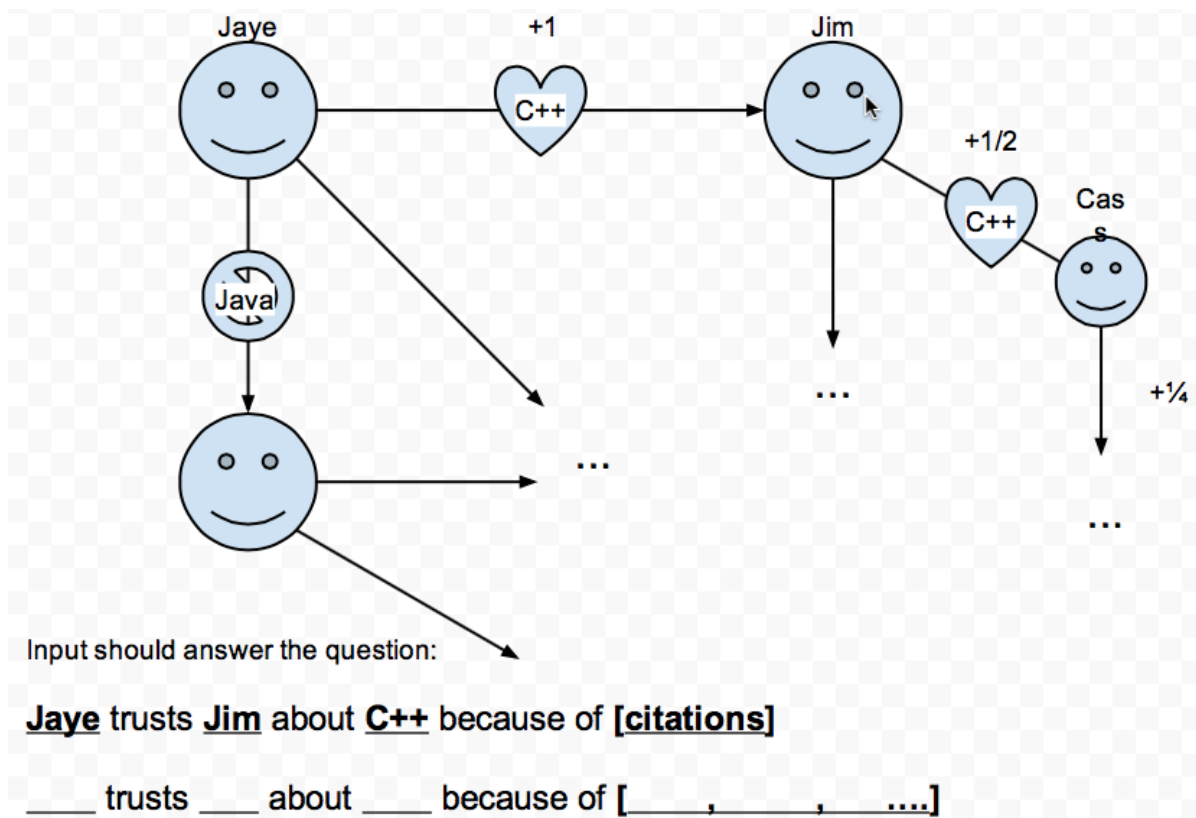 Jaye
+1
Jim
C++
+1/2
C++
Cas
s
Java
...
+¼
...
...
Input should answer the question:
Jaye trusts Jim about C++ because of [citations]
____ trusts ___ about ____ because of [____,_____, ....]